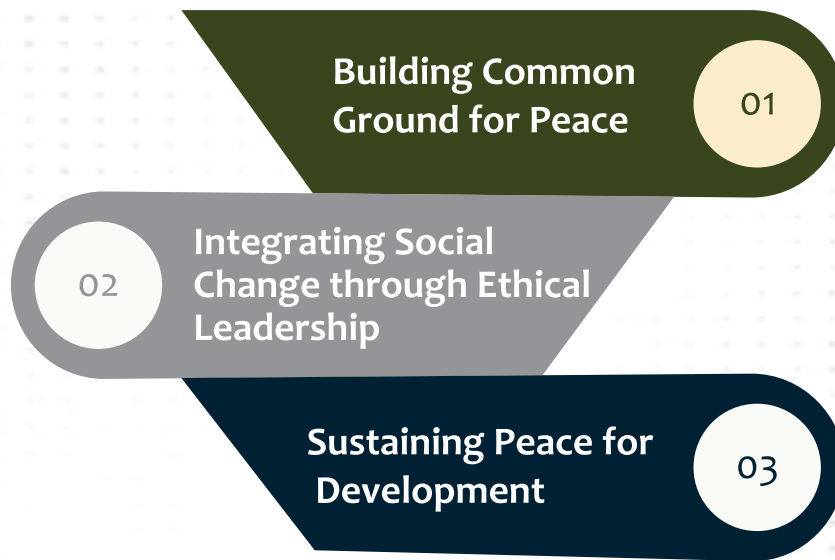 Building Common
Ground for Peace
01
02
Integrating Social
Change through Ethical
Leadership
Sustaining Peace for
Development
03